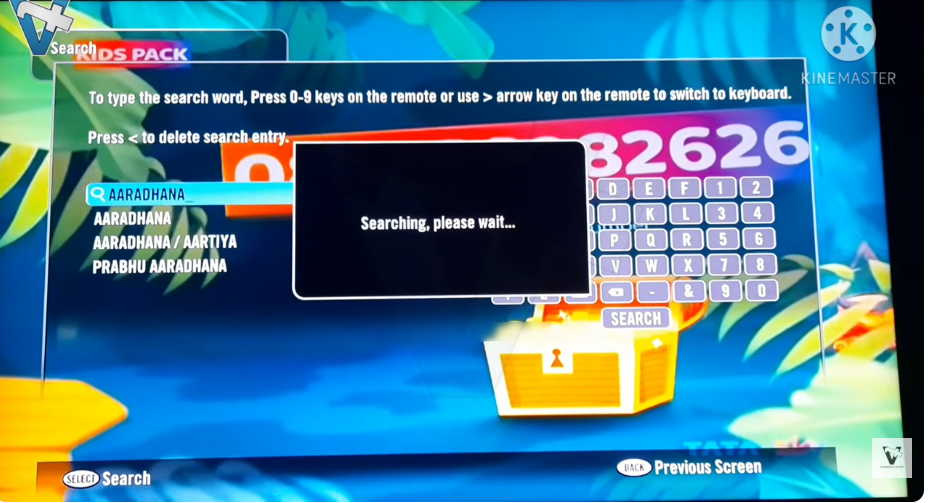 Search
KIDS PACK
KINEMASTER
To type the search word, Press 0-9 keys on the remote or use > arrow key on the remote to switch to keyboard.
Press < to delete search entry.
82626
AARADHANA_
AARADHANA
AARADHANA / AARTIYA
PRABHU AARADHANA
Searching, please wait...
D E F 1 2
J K L 3 4
P Q R 5 6
V W X 7 8
- & 9 0
SEARCH
TATA
SELECT Search
BACK Previous Screen